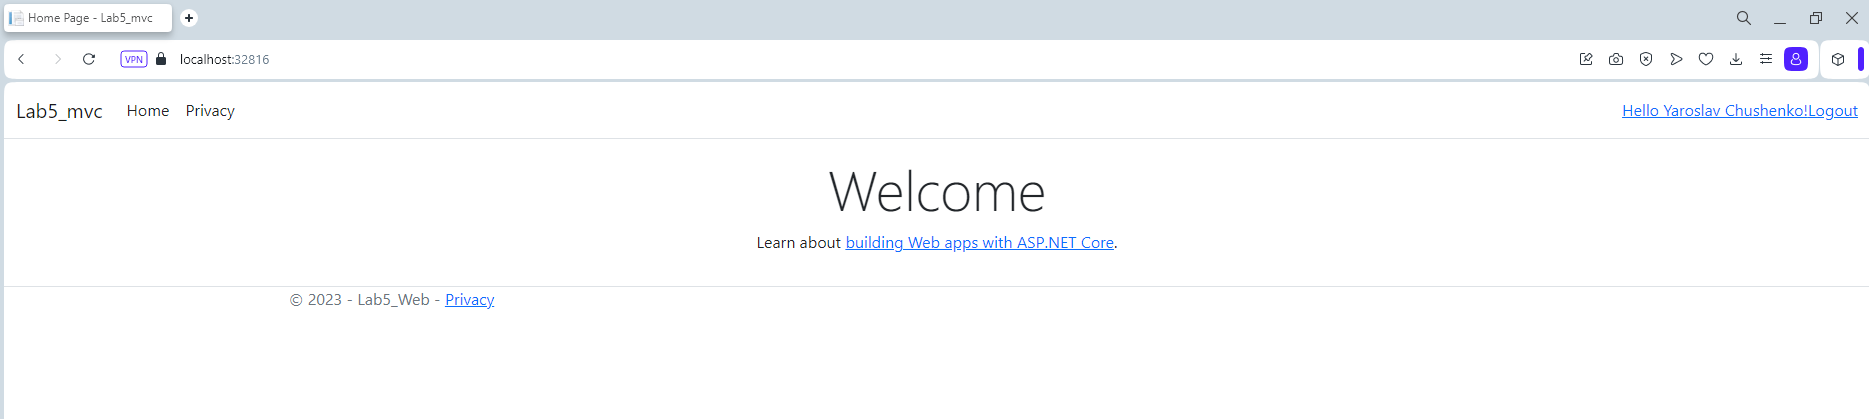 Home Page - Lab5_mvc
VPN localhost:32816
Lab5_mvc Home Privacy Hello Yaroslav Chushenko!Logout
Welcome
Learn about building Web apps with ASP.NET Core.
© 2023 - Lab5_Web - Privacy